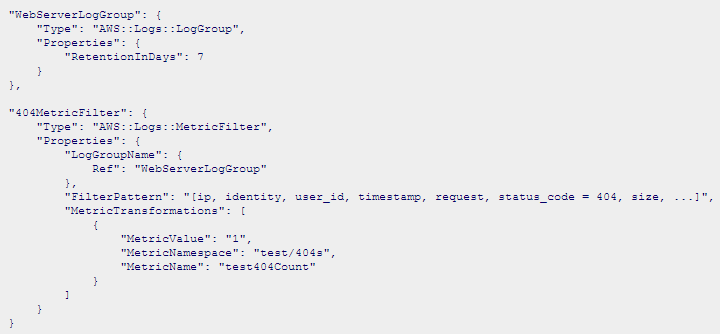 "WebServerLogGroup": {
"Type": "AWS::Logs::LogGroup",
"Properties": {
"RetentionInDays": 7
}
},
"404MetricFilter": {
"Type": "AWS::Logs::MetricFilter",
"Properties": {
"LogGroupName": {
Ref": "WebServerLogGroup"
},
"FilterPattern": "[ip, identity, user_id, timestamp, request, status_code = 404, size, ...]",
"MetricTransformations": [
{
"MetricValue": "1",
"MetricNamespace": "test/404s",
"MetricName": "test404Count"
}
]
}
}